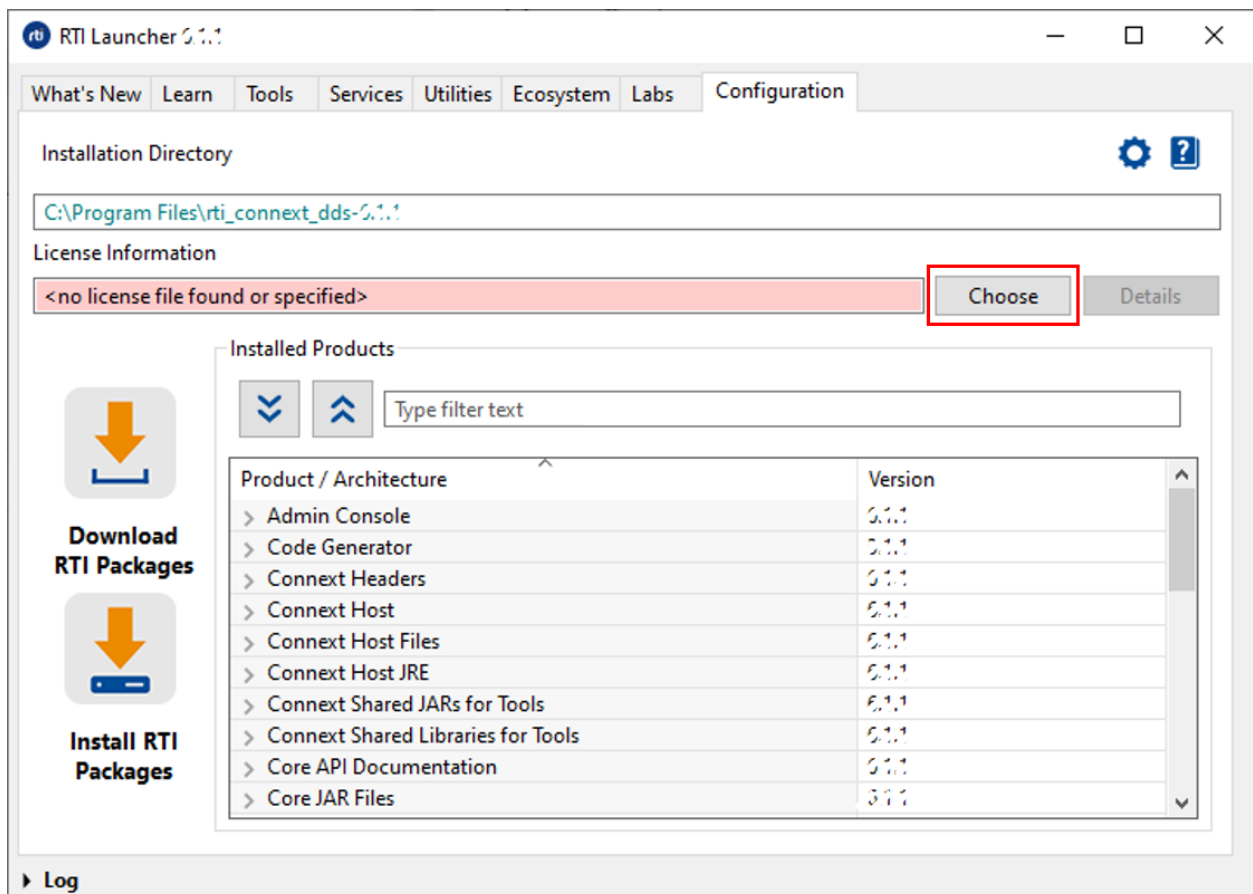 rti RTI Launcher
What's New Learn Tools Services Utilities Ecosystem Labs Configuration
Installation Directory
?
C:\Program Files\rti_connext_dds-
License Information
<no license file found or specified> Choose Details
Installed Products
Type filter text
Download
RTI Packages
Install RTI
Packages
Product / Architecture Version
Admin Console
Code Generator
Connext Headers
Connext Host
Connext Host Files
Connext Host JRE
Connext Shared JARs for Tools
Connext Shared Libraries for Tools
Core API Documentation
Core JAR Files
Log